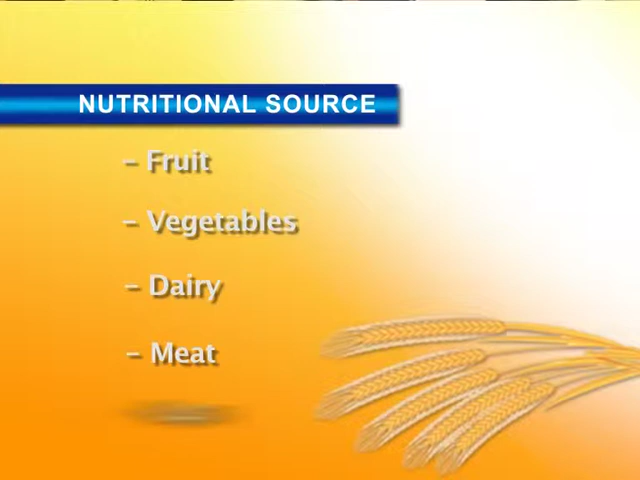 NUTRITIONAL SOURCE
– Fruit
– Vegetables
– Dairy
– Meat